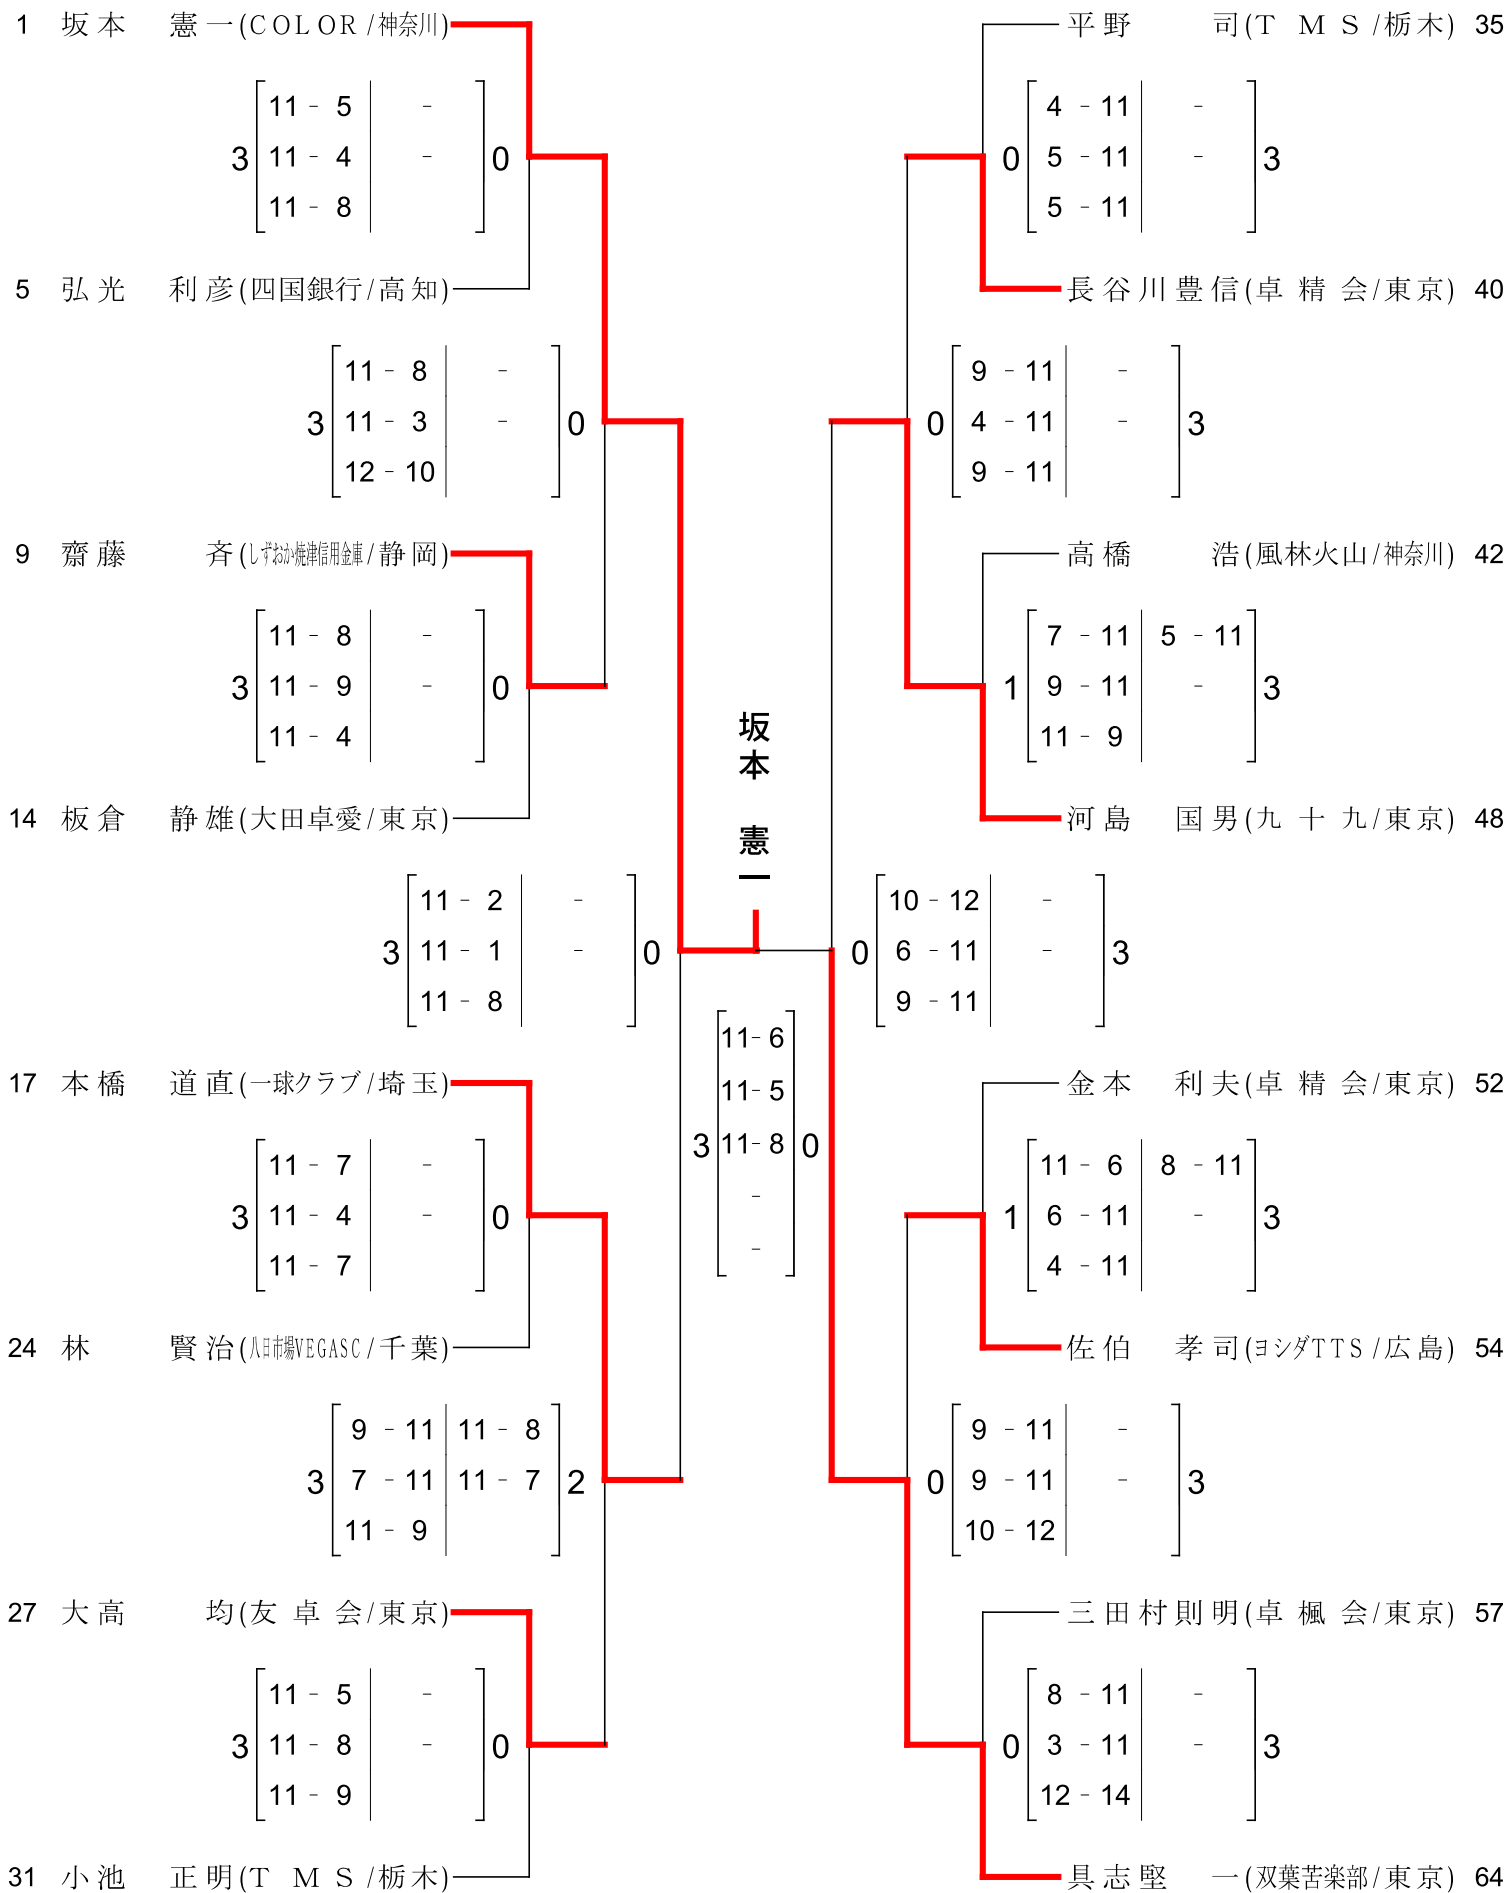 1 坂本 憲一(COLOR/神奈川)
11 - 5 -
3 11 - 4 - 0
11 - 8
5 弘光 利彦(四国銀行/高知)
11 - 8 -
3 11 - 3 - 0
12 - 10
9 齋藤 斉(しずおか焼津信用金庫/静岡)
11 - 8 -
3 11 - 9 - 0
11 - 4
14 板倉 静雄(大田卓愛/東京)
11 - 2 -
3 11 - 1 - 0
11 - 8
17 本橋 道直(一球クラブ/埼玉)
11 - 7 -
3 11 - 4 - 0
11 - 7
24 林 賢治(八日市場VEGASC/千葉)
9 - 11 11 - 8
3 7 - 11 11 - 7 2
11 - 9
27 大高 均(友卓会/東京)
11 - 5 -
3 11 - 8 - 0
11 - 9
31 小池 正明(TMS/栃木)
坂本 憲一
11 - 6
11 - 5
3 11 - 8 0
-
-
平野 司(TMS/栃木) 35
4 - 11 -
0 5 - 11 - 3
5 - 11
長谷川豊信(卓精会/東京) 40
9 - 11 -
0 4 - 11 - 3
9 - 11
高橋 浩(風林火山/神奈川) 42
7 - 11 5 - 11
1 9 - 11 - 3
11 - 9
河島 国男(九十九/東京) 48
10 - 12 -
0 6 - 11 - 3
9 - 11
金本 利夫(卓精会/東京) 52
11 - 6 8 - 11
1 6 - 11 - 3
4 - 11
佐伯 孝司(ヨシダTTS/広島) 54
9 - 11 -
0 9 - 11 - 3
10 - 12
三田村則明(卓楓会/東京) 57
8 - 11 -
0 3 - 11 - 3
12 - 14
具志堅 一(双葉苦楽部/東京) 64